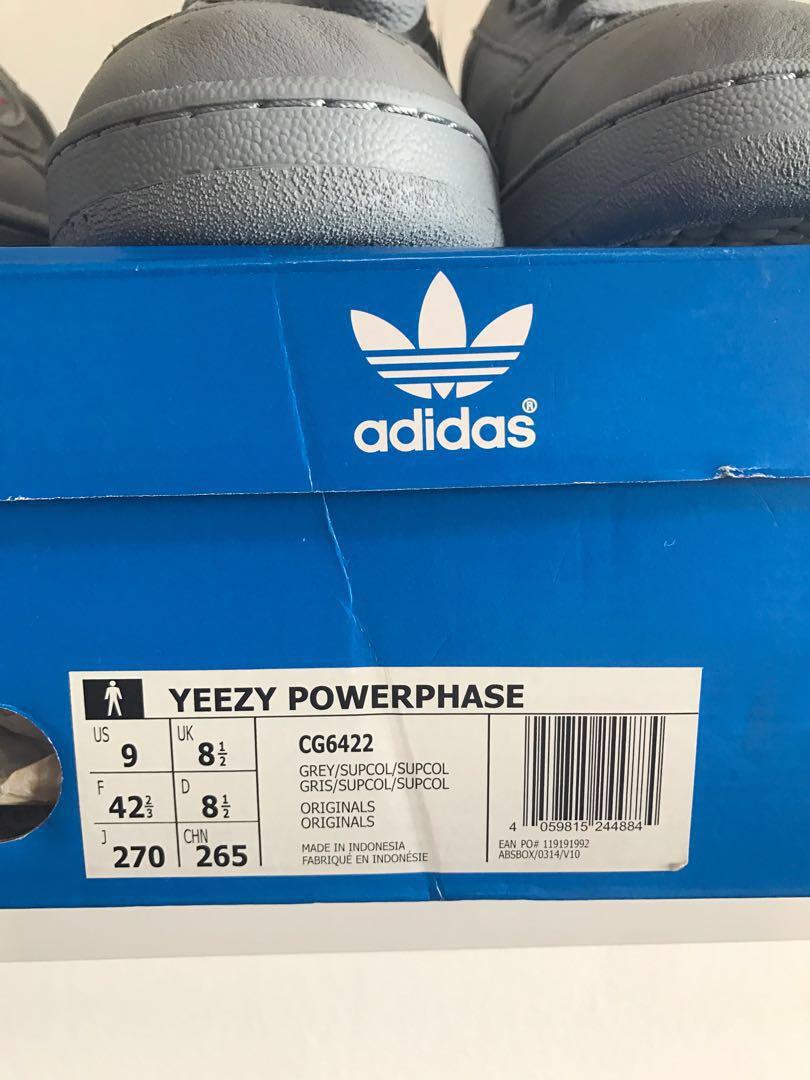 adidas®
YEEZY POWERPHASE
US 9
UK 8½
F 42⅔
D 8½
J 270
CHN 265
CG6422
GREY/SUPCOL/SUPCOL
GRIS/SUPCOL/SUPCOL
ORIGINALS
ORIGINALS
MADE IN INDONESIA
FABRIQUÉ EN INDONÉSIE
4 059815 244884
EAN PO# 119191992
ABSBOX/0314/V10